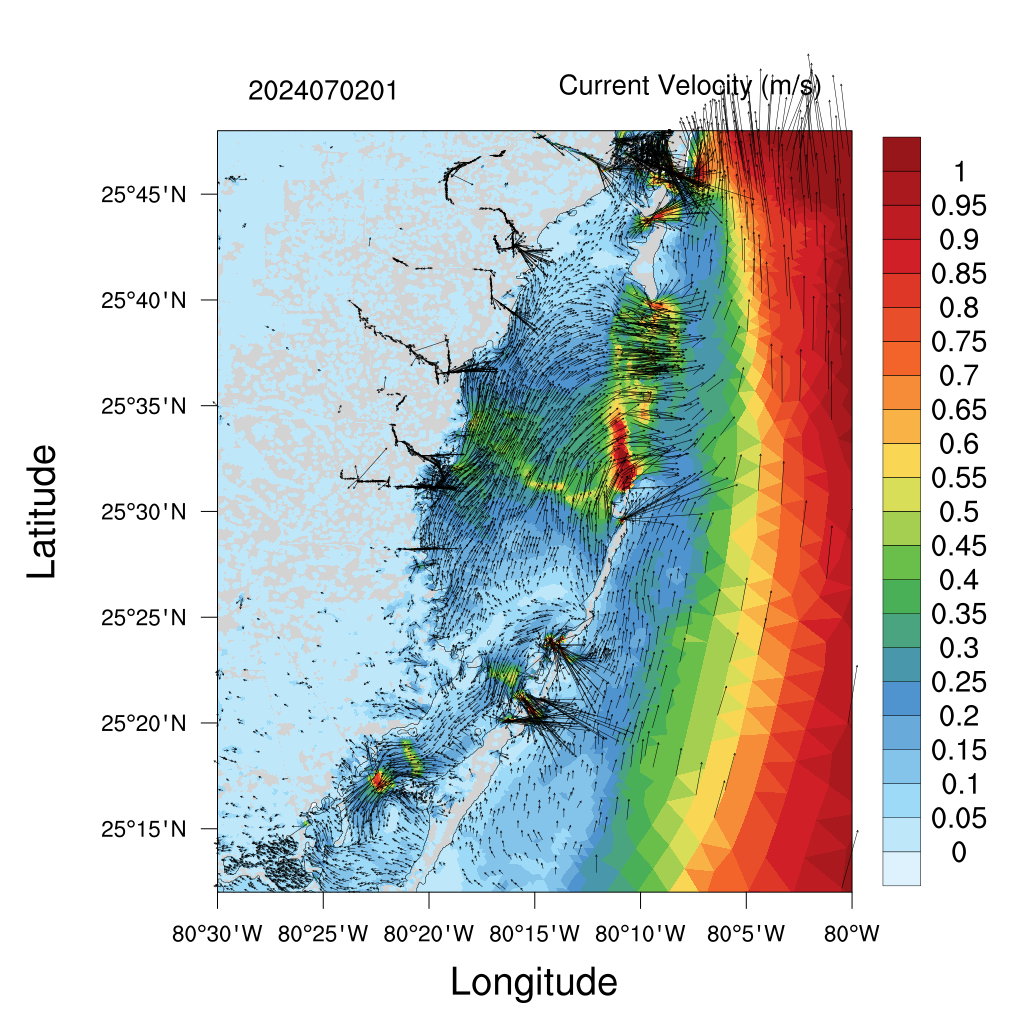 2024070201 Current Velocity (m/s)
25°45'N
25°40'N
25°35'N
25°30'N
25°25'N
25°20'N
25°15'N
Latitude
80°30'W 80°25'W 80°20'W 80°15'W 80°10'W 80°5'W 80°W
Longitude
1
0.95
0.9
0.85
0.8
0.75
0.7
0.65
0.6
0.55
0.5
0.45
0.4
0.35
0.3
0.25
0.2
0.15
0.1
0.05
0